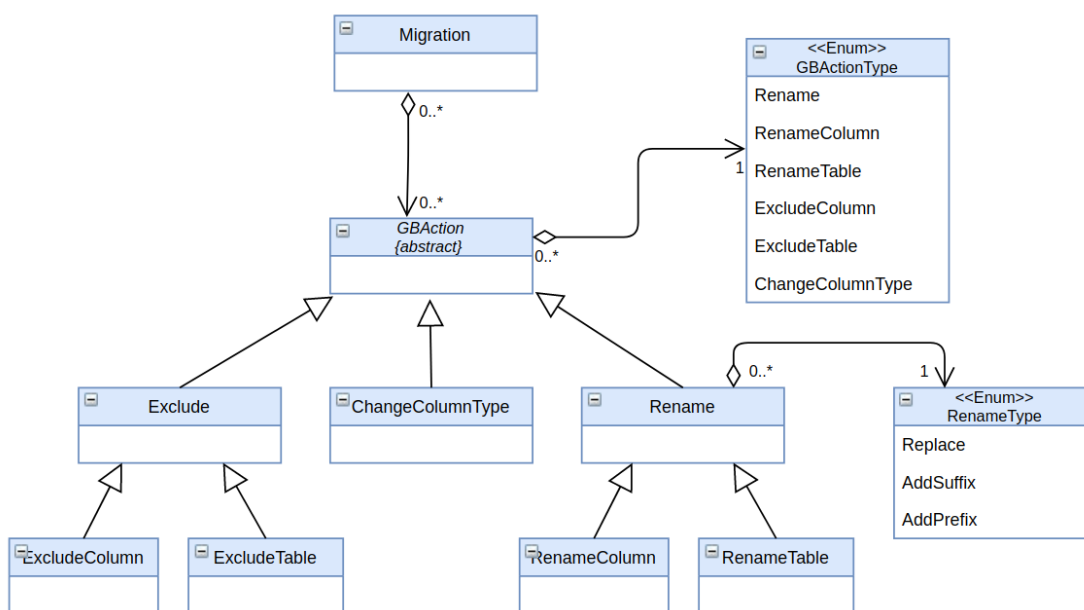 Migration
0..*
0..*
GBAction
{abstract}
0..*
1
<<Enum>>
GBActionType
Rename
RenameColumn
RenameTable
ExcludeColumn
ExcludeTable
ChangeColumnType
Exclude
ChangeColumnType
Rename
0..*
1
<<Enum>>
RenameType
Replace
AddSuffix
AddPrefix
ExcludeColumn
ExcludeTable
RenameColumn
RenameTable